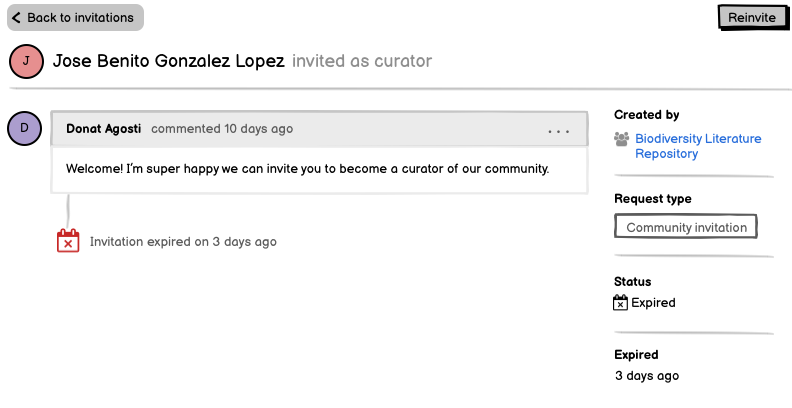 Back to invitations
Reinvite
J
Jose Benito Gonzalez Lopez invited as curator
D
Donat Agosti commented 10 days ago
...
Welcome! I'm super happy we can invite you to become a curator of our community.
Invitation expired on 3 days ago
Created by
Biodiversity Literature
Repository
Request type
Community invitation
Status
Expired
Expired
3 days ago